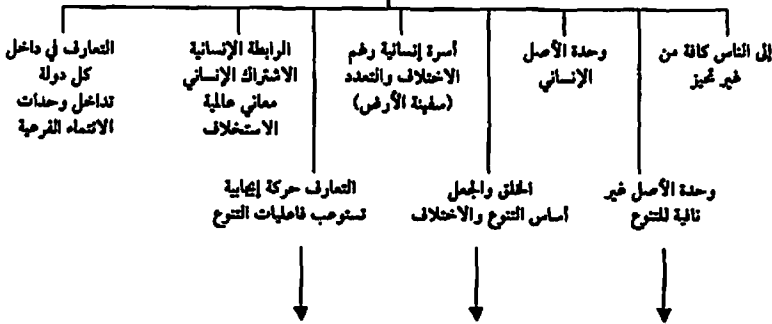 إلى الناس كافة من
غير تمييز
وحدة الأصل
الإنساني
أسرة إنسانية رغم
الاختلاف والتعدد
(سفينة الأرض)
الرابطة الإنسانية
الاشتراك الإنساني
معاني عالمية
الاستخلاف
التعارف في داخل
كل دولة
تداخل وحدات
الانتماء الفرعية
وحدة الأصل غير
نافية للتنوع
الخلق والجعل
أساس التنوع والاختلاف
التعارف حركة إيجابية
تستوعب فاعليات التنوع